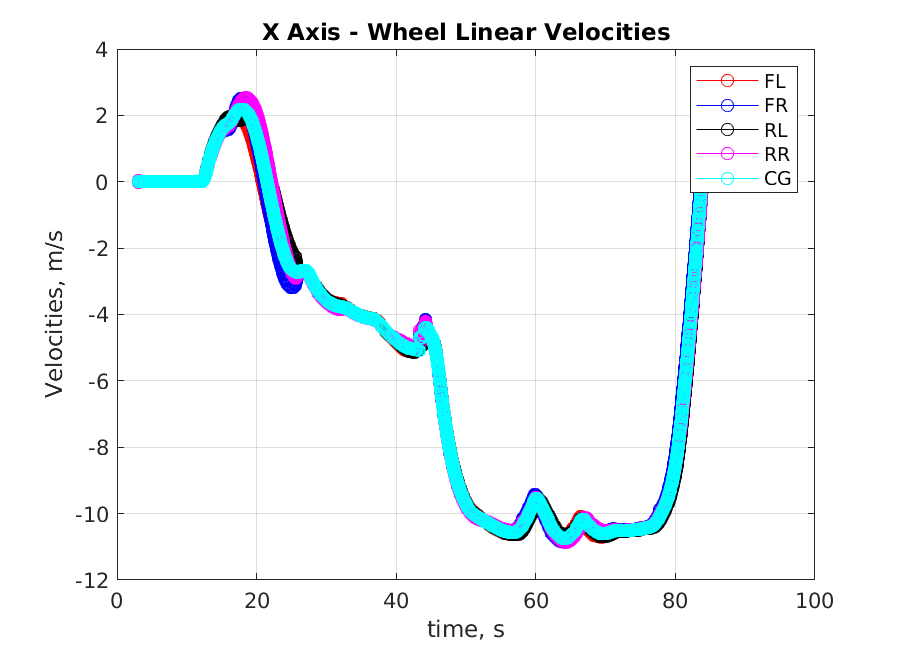 X Axis - Wheel Linear Velocities
4
2
0
-2
-4
-6
-8
-10
-12
Velocities, m/s
FL
FR
RL
RR
CG
0 20 40 60 80 100
time, s